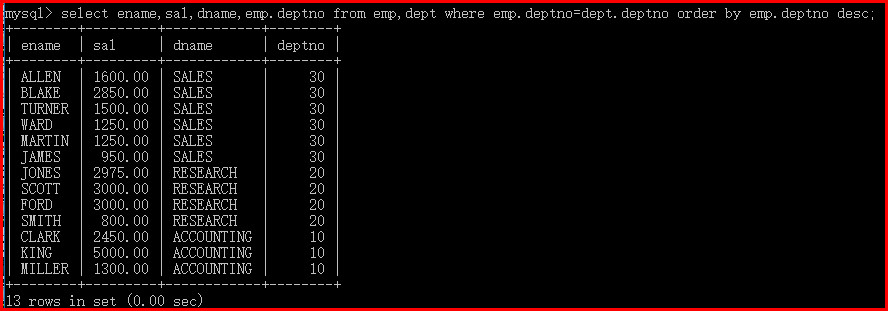 mysql> select ename,sal,dname,emp.deptno from emp,dept where emp.deptno=dept.deptno order by emp.deptno desc;
+--------+---------+------------+--------+
| ename  | sal     | dname      | deptno |
+--------+---------+------------+--------+
| ALLEN  | 1600.00 | SALES      |     30 |
| BLAKE  | 2850.00 | SALES      |     30 |
| TURNER | 1500.00 | SALES      |     30 |
| WARD   | 1250.00 | SALES      |     30 |
| MARTIN | 1250.00 | SALES      |     30 |
| JAMES  |  950.00 | SALES      |     30 |
| JONES  | 2975.00 | RESEARCH   |     20 |
| SCOTT  | 3000.00 | RESEARCH   |     20 |
| FORD   | 3000.00 | RESEARCH   |     20 |
| SMITH  |  800.00 | RESEARCH   |     20 |
| CLARK  | 2450.00 | ACCOUNTING |     10 |
| KING   | 5000.00 | ACCOUNTING |     10 |
| MILLER | 1300.00 | ACCOUNTING |     10 |
+--------+---------+------------+--------+
13 rows in set (0.00 sec)